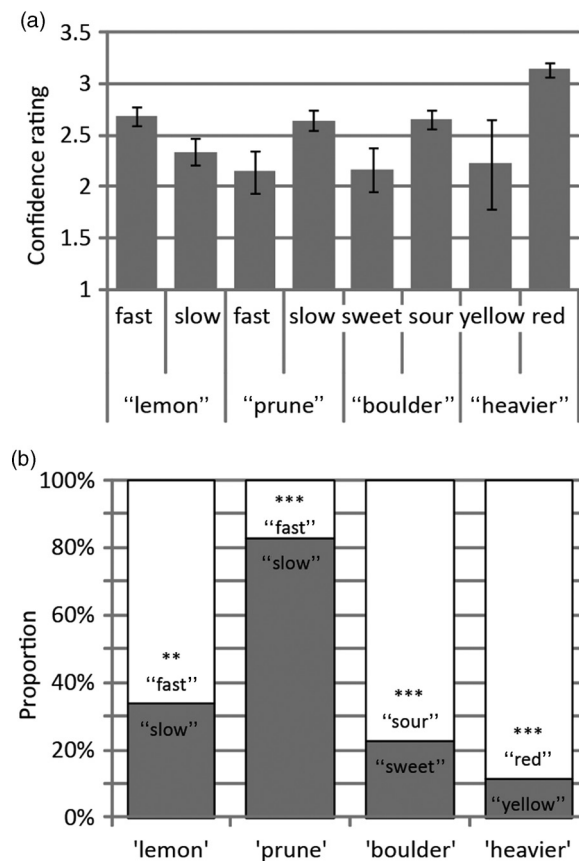 (a)
3.5
3
2.5
2
1.5
1
Confidence rating
fast slow fast slow sweet sour yellow red
“lemon” “prune” “boulder” “heavier”
(b)
100%
80%
60%
40%
20%
0%
Proportion
**
“fast”
“slow”
***
“fast”
“slow”
***
“sour”
“sweet”
***
“red”
“yellow”
'lemon' 'prune' 'boulder' 'heavier'